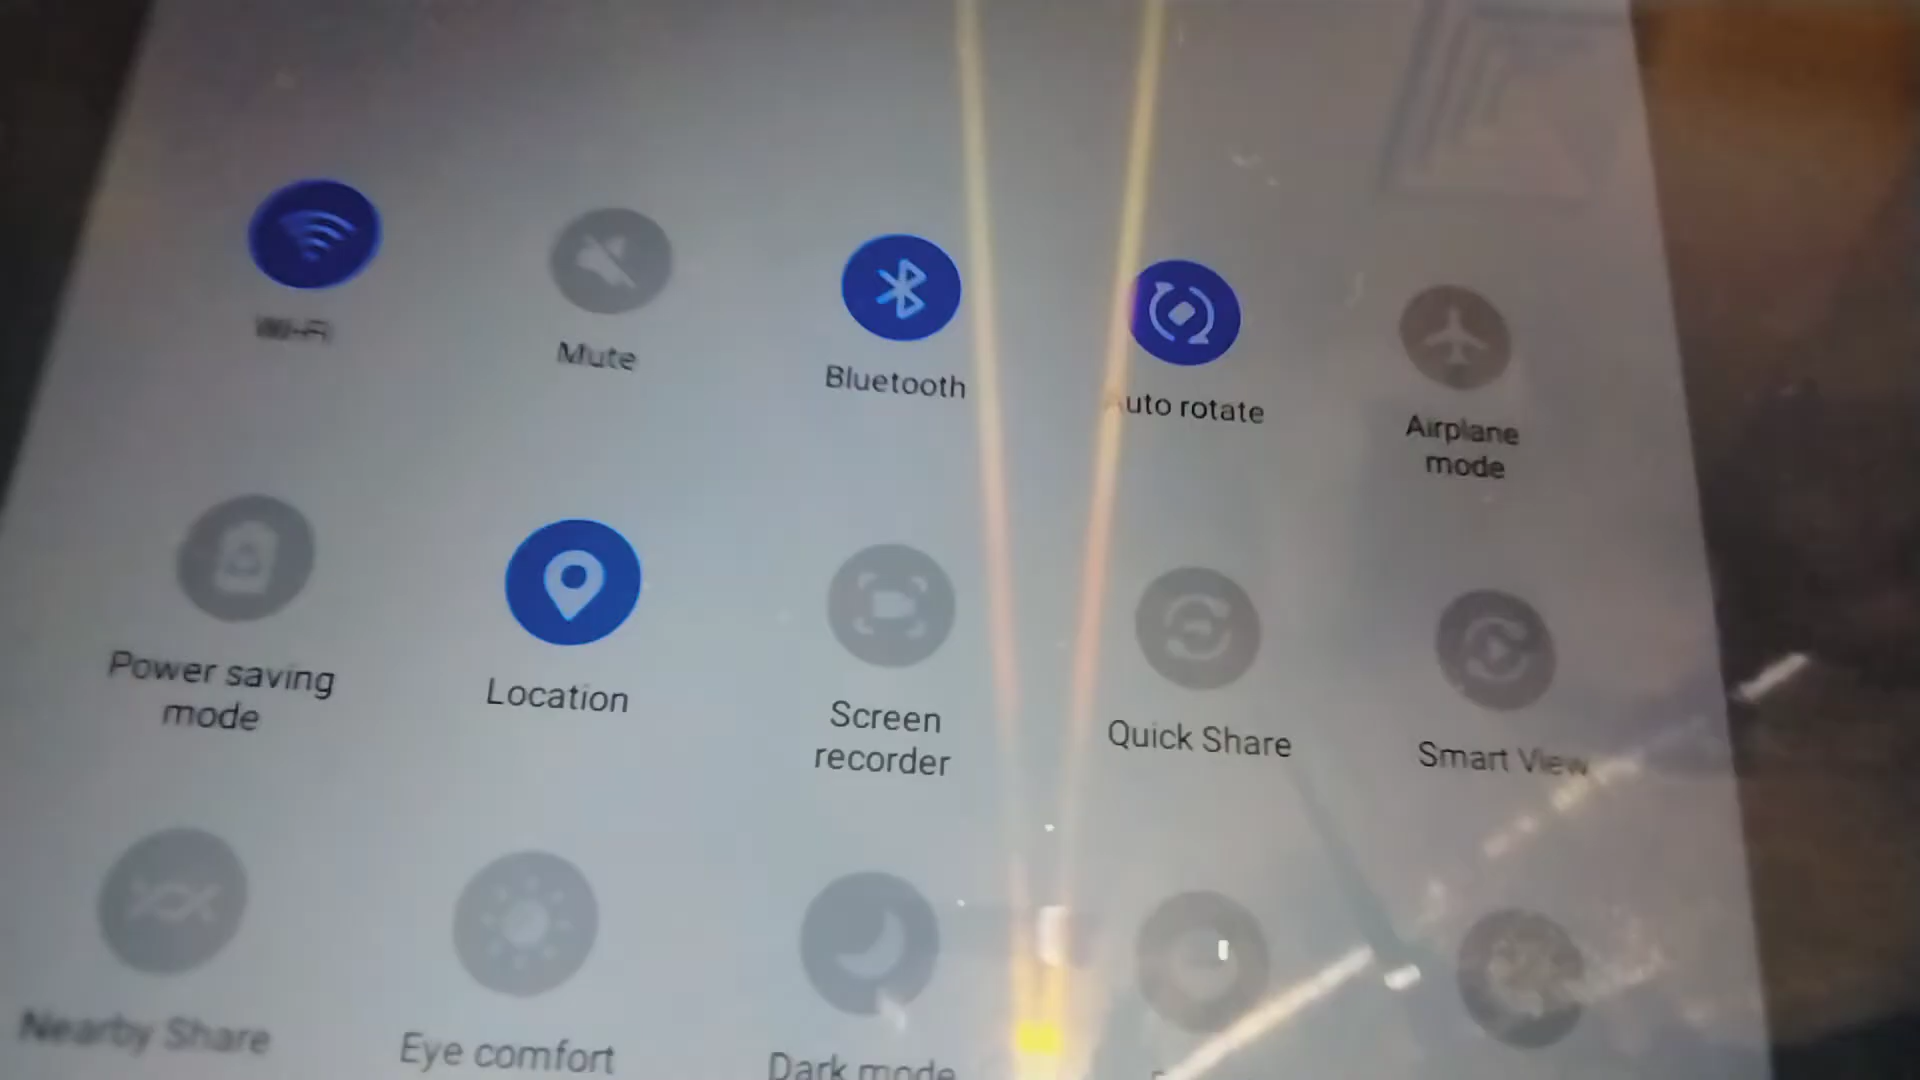 Wi-Fi
Mute
Bluetooth
Auto rotate
Airplane
mode
Power saving
mode
Location
Screen
recorder
Quick Share
Smart View
Nearby Share
Eye comfort
Dark mode